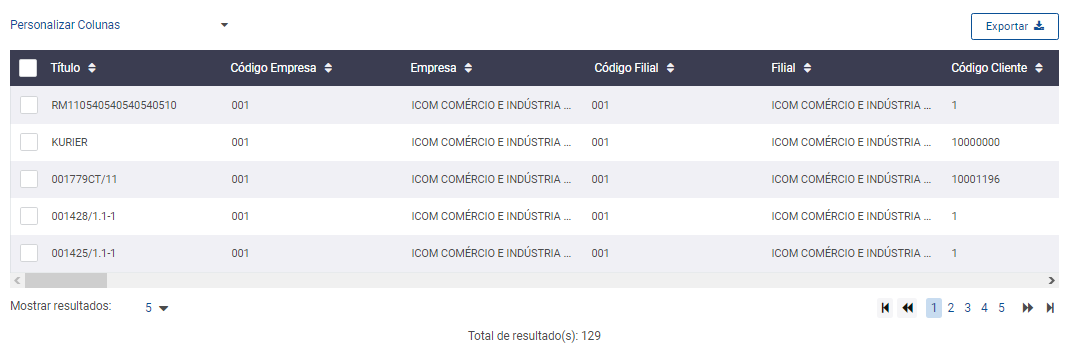 Personalizar Colunas Exportar
Título Código Empresa Empresa Código Filial Filial Código Cliente
RM110540540540540510 001 ICOM COMÉRCIO E INDÚSTRIA ... 001 ICOM COMÉRCIO E INDÚSTRIA ... 1
KURIER 001 ICOM COMÉRCIO E INDÚSTRIA ... 001 ICOM COMÉRCIO E INDÚSTRIA ... 10000000
001779CT/11 001 ICOM COMÉRCIO E INDÚSTRIA ... 001 ICOM COMÉRCIO E INDÚSTRIA ... 10001196
001428/1.1-1 001 ICOM COMÉRCIO E INDÚSTRIA ... 001 ICOM COMÉRCIO E INDÚSTRIA ... 1
001425/1.1-1 001 ICOM COMÉRCIO E INDÚSTRIA ... 001 ICOM COMÉRCIO E INDÚSTRIA ... 1
Mostrar resultados: 5 1 2 3 4 5
Total de resultado(s): 129